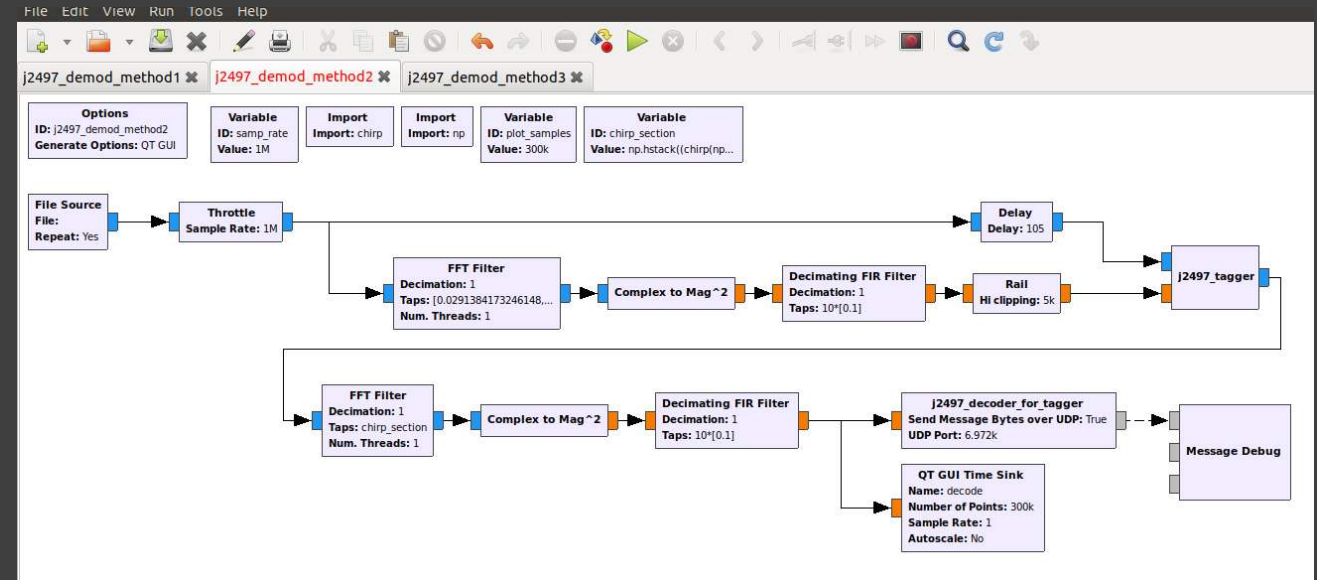 File Edit View Run Tools Help
j2497_demod_method1 j2497_demod_method2 j2497_demod_method3
Options
ID: j2497_demod_method2
Generate Options: QT GUI
Variable
ID: samp_rate
Value: 1M
Import
Import: chirp
Import
Import: np
Variable
ID: plot_samples
Value: 300k
Variable
ID: chirp_section
Value: np.hstack((chirp(np...
File Source
File:
Repeat: Yes
Throttle
Sample Rate: 1M
Delay
Delay: 105
FFT Filter
Decimation: 1
Taps: [0.0291384173246148,...
Num. Threads: 1
Complex to Mag^2
Decimating FIR Filter
Decimation: 1
Taps: 10*[0.1]
Rail
Hi clipping: 5k
j2497_tagger
FFT Filter
Decimation: 1
Taps: chirp_section
Num. Threads: 1
Complex to Mag^2
Decimating FIR Filter
Decimation: 1
Taps: 10*[0.1]
j2497_decoder_for_tagger
Send Message Bytes over UDP: True
UDP Port: 6.972k
Message Debug
QT GUI Time Sink
Name: decode
Number of Points: 300k
Sample Rate: 1
Autoscale: No